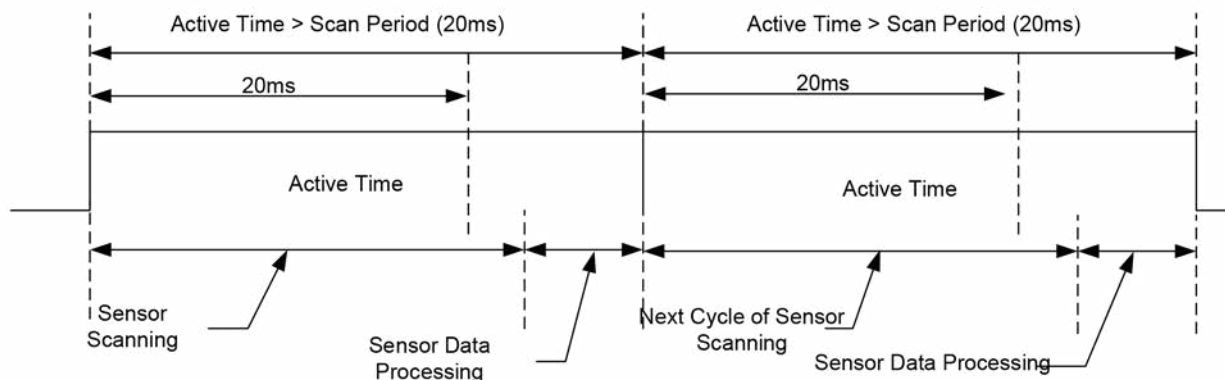 Active Time > Scan Period (20ms)
Active Time > Scan Period (20ms)
20ms
20ms
Active Time
Active Time
Sensor
Scanning
Sensor Data
Processing
Next Cycle of Sensor
Scanning
Sensor Data Processing